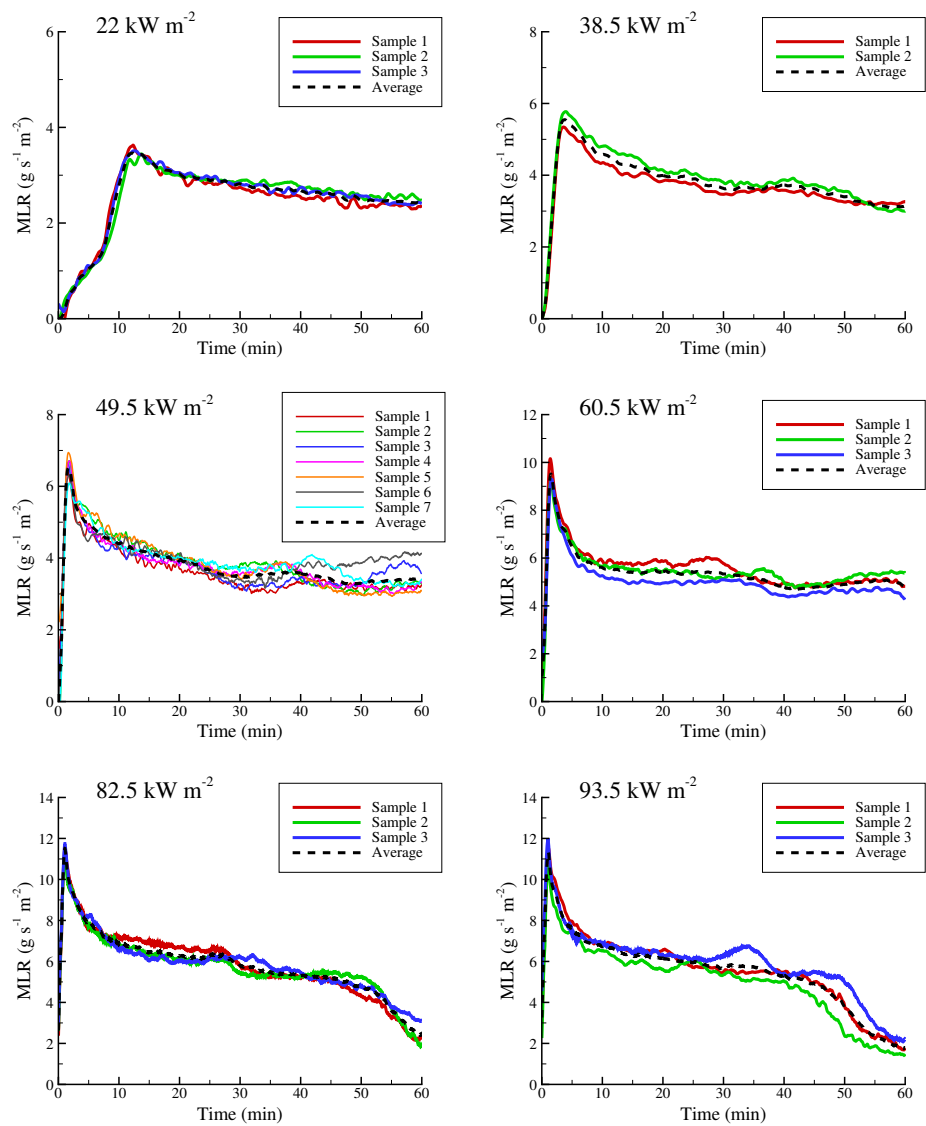 22 kW m-2
Sample 1
Sample 2
Sample 3
Average
MLR (g s-1 m-2)
6
4
2
0
0 10 20 30 40 50 60
Time (min)
38.5 kW m-2
Sample 1
Sample 2
Average
MLR (g s-1 m-2)
8
6
4
2
0
0 10 20 30 40 50 60
Time (min)
49.5 kW m-2
Sample 1
Sample 2
Sample 3
Sample 4
Sample 5
Sample 6
Sample 7
Average
MLR (g s-1 m-2)
8
6
4
2
0
0 10 20 30 40 50 60
Time (min)
60.5 kW m-2
Sample 1
Sample 2
Sample 3
Average
MLR (g s-1 m-2)
12
10
8
6
4
2
0
0 10 20 30 40 50 60
Time (min)
82.5 kW m-2
Sample 1
Sample 2
Sample 3
Average
MLR (g s-1 m-2)
14
12
10
8
6
4
2
0
0 10 20 30 40 50 60
Time (min)
93.5 kW m-2
Sample 1
Sample 2
Sample 3
Average
MLR (g s-1 m-2)
14
12
10
8
6
4
2
0
0 10 20 30 40 50 60
Time (min)